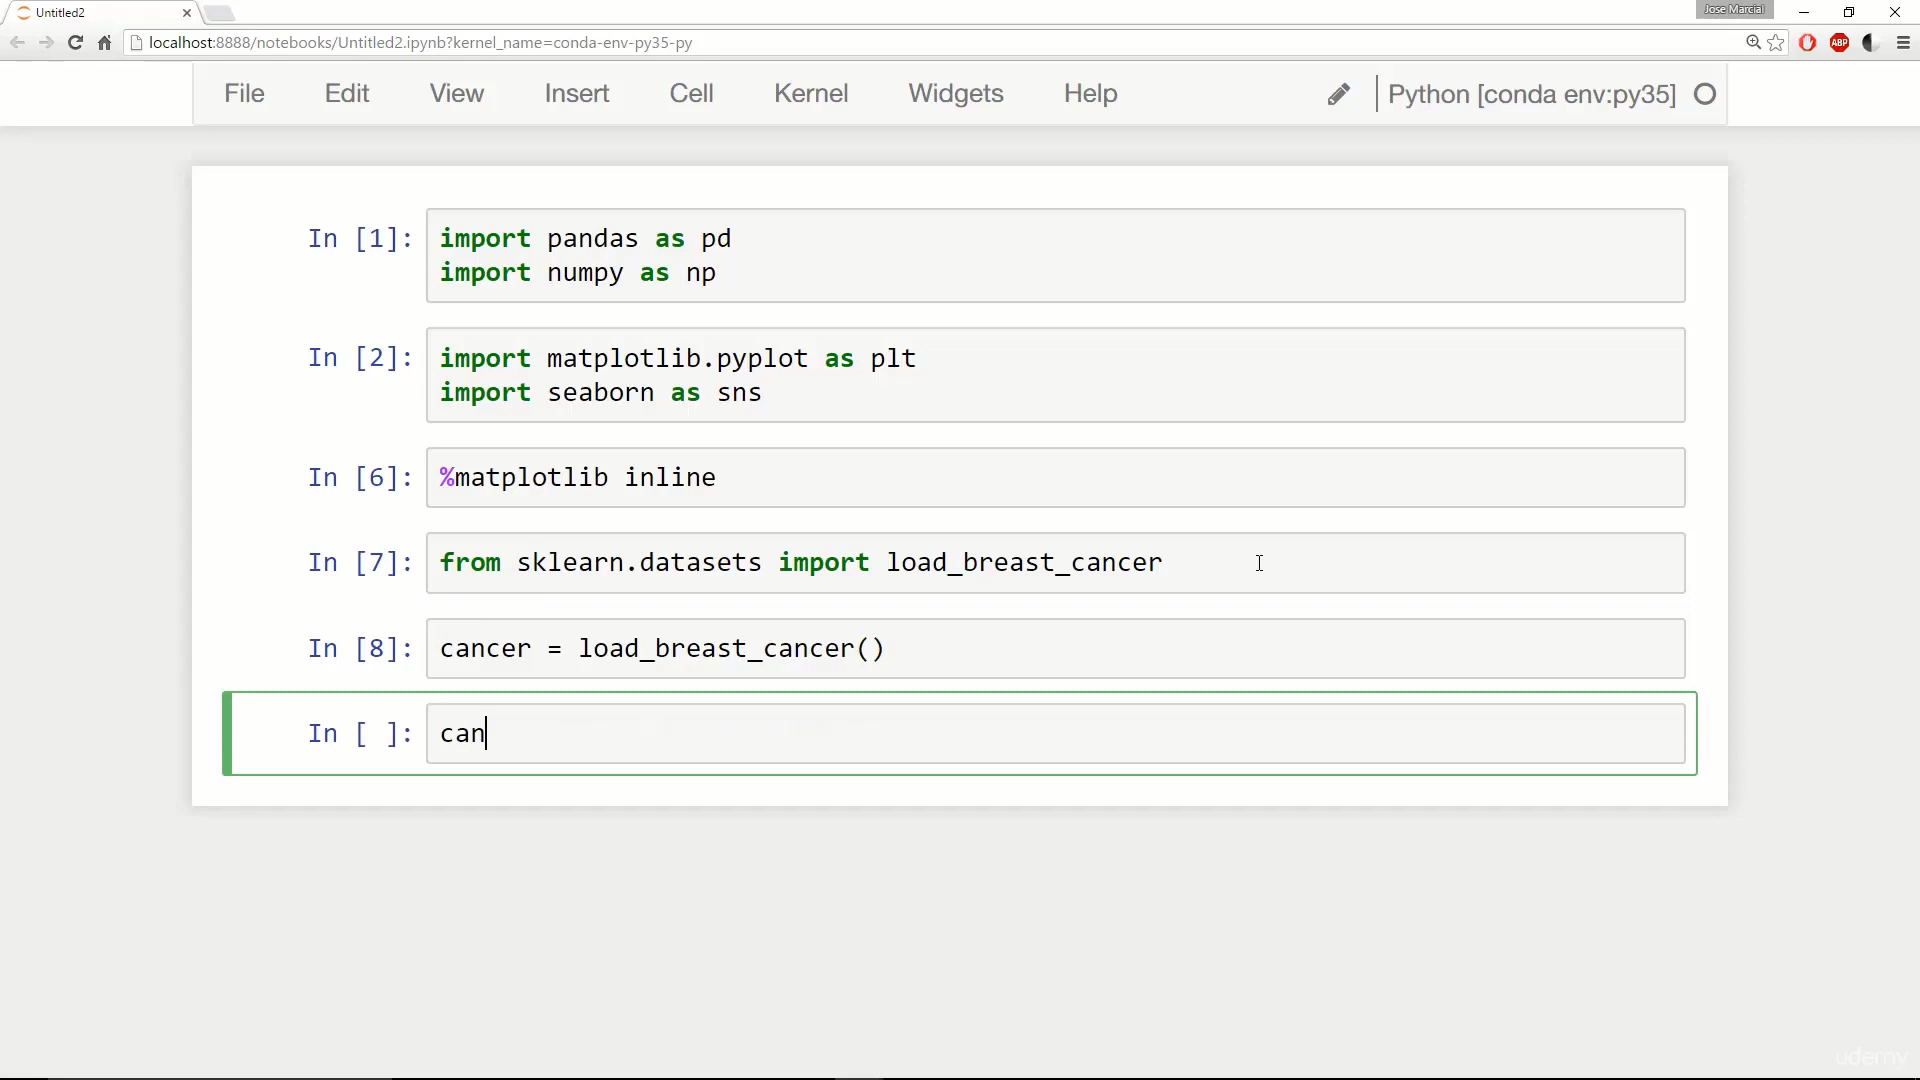 Untitled2
Jose Marcial
localhost:8888/notebooks/Untitled2.ipynb?kernel_name=conda-env-py35-py
ABP
File Edit View Insert Cell Kernel Widgets Help Python [conda env:py35]
In [1]: import pandas as pd
import numpy as np
In [2]: import matplotlib.pyplot as plt
import seaborn as sns
In [6]: %matplotlib inline
In [7]: from sklearn.datasets import load_breast_cancer
In [8]: cancer = load_breast_cancer()
In [ ]: can
udemy